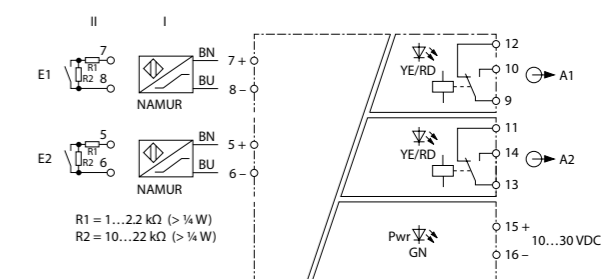 II I
7
R1
E1 R2
8
BN 7 +
BU 8 –
NAMUR
YE/RD
12
10 A1
9
5
R1
E2 R2 6
BN 5 +
BU 6 –
NAMUR
YE/RD
11
14 A2
13
R1 = 1…2.2 kΩ (> ¼ W)
R2 = 10…22 kΩ (> ¼ W)
Pwr
GN
15 +
10…30 VDC
16 –